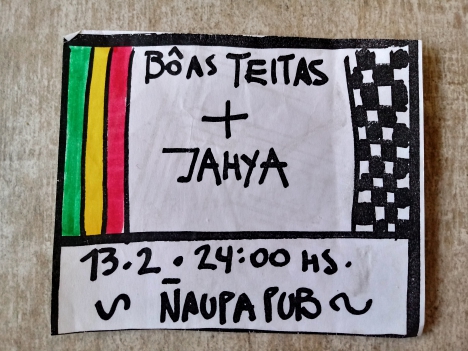 BÔAS TEITAS
+
JAHYA
13.2. 24:00 HS.
~ ÑAUPA PUB ~